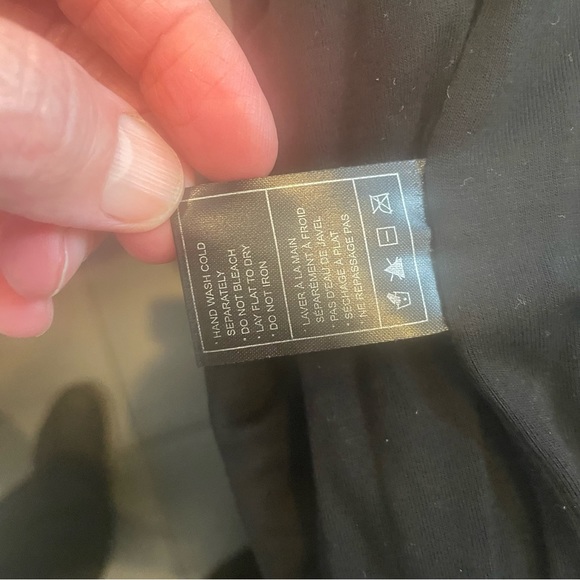 • HAND WASH COLD
SEPARATELY
• DO NOT BLEACH
• LAY FLAT TO DRY
• DO NOT IRON
• LAVER À LA MAIN
SÉPARÉMENT À FROID
• PAS D'EAU DE JAVEL
• SÉCHAGE À PLAT
• NE REPASSAGE PAS